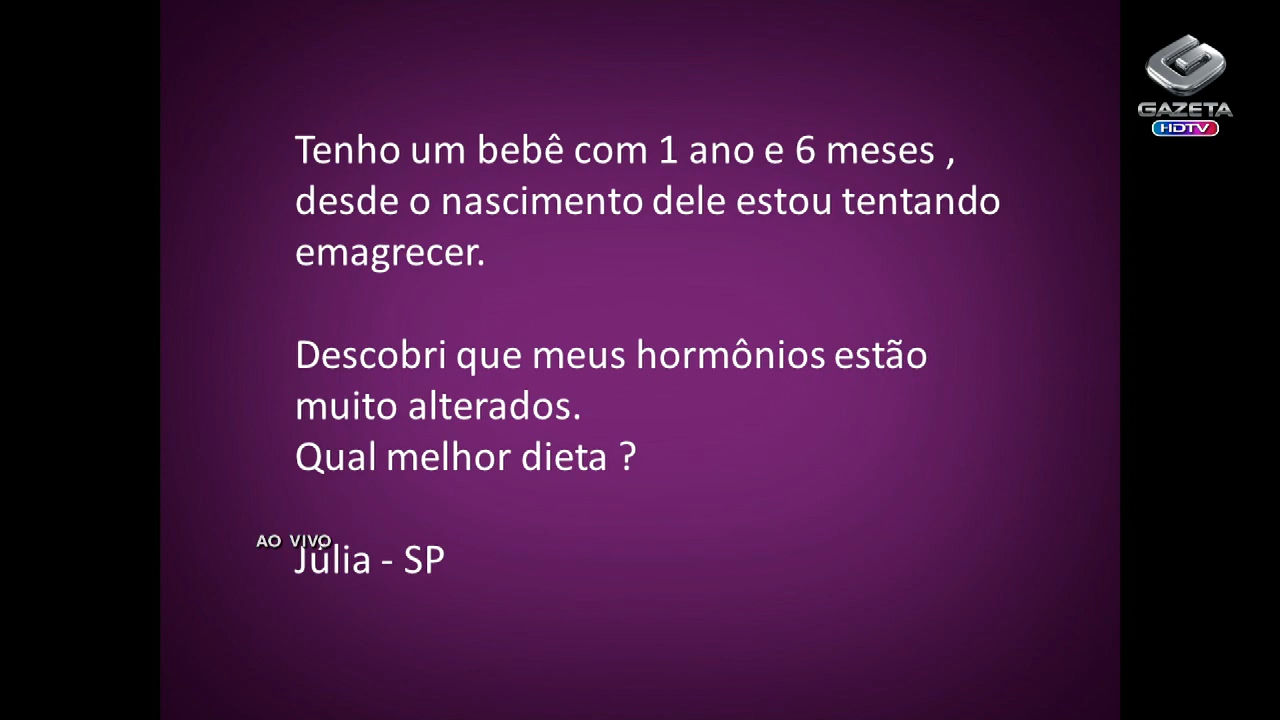 GAZETA
HDTV
Tenho um bebê com 1 ano e 6 meses ,
desde o nascimento dele estou tentando
emagrecer.
Descobri que meus hormônios estão
muito alterados.
Qual melhor dieta ?
AO VIVO
Júlia - SP